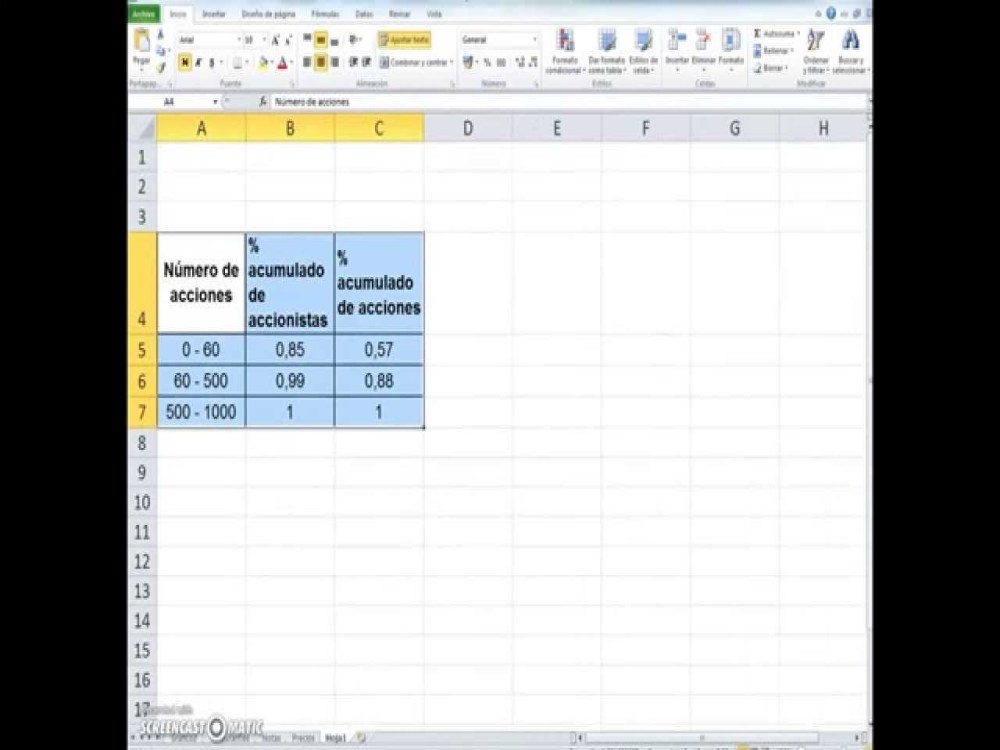 Archivo Inicio Insertar Diseño de página Fórmulas Datos Revisar Vista
Pegar
Arial 10
Ajustar texto
Combinar y centrar
General
Formato condicional
Dar formato como tabla
Estilos de celda
Insertar Eliminar Formato
Σ Autosuma
Rellenar
Borrar
Ordenar y filtrar
Buscar y seleccionar
Portapap... Fuente Alineación Número Estilos Celdas Modificar
A4 fx Número de acciones
A B C D E F G H
1
2
3
4
Número de
acciones
%
acumulado
de
accionistas
%
acumulado
de acciones
5 0 - 60 0,85 0,57
6 60 - 500 0,99 0,88
7 500 - 1000 1 1
8
9
10
11
12
13
14
15
16
17
SCREENCAST O MATIC
Notas Precios Hoja1